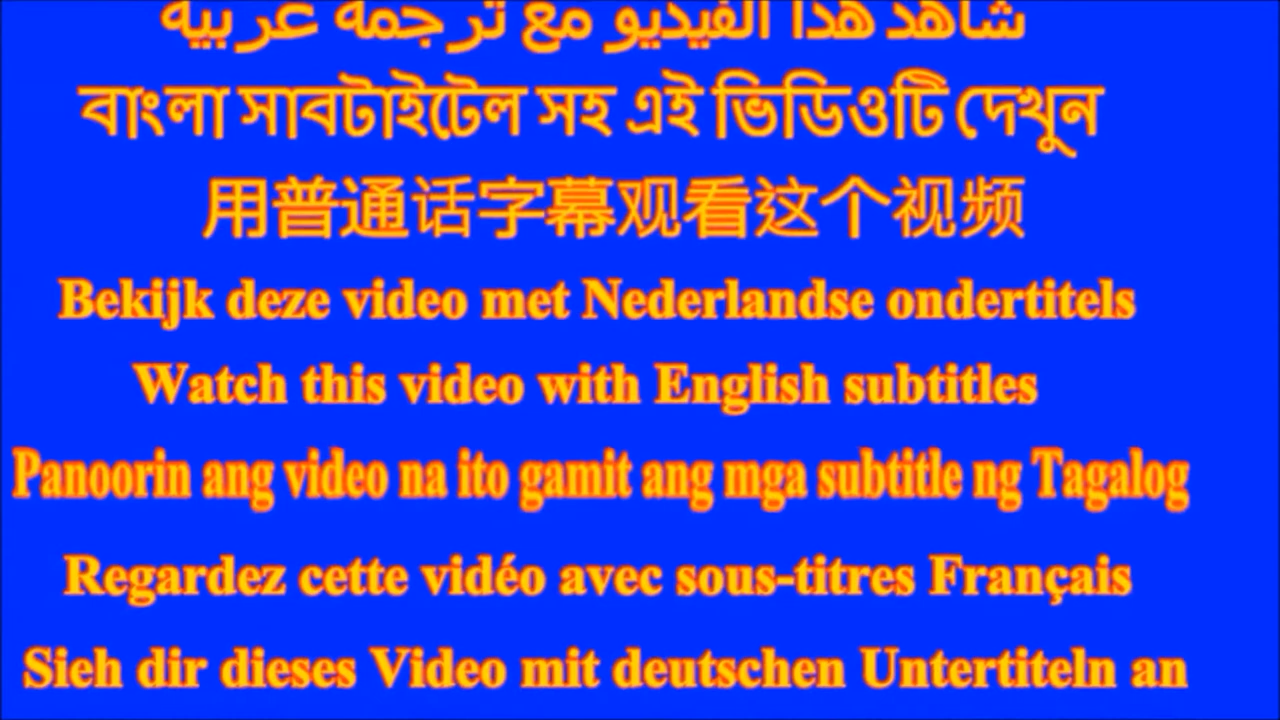 شاهد هذا الفيديو مع ترجمة عربية
বাংলা সাবটাইটেল সহ এই ভিডিওটি দেখুন
用普通话字幕观看这个视频
Bekijk deze video met Nederlandse ondertitels
Watch this video with English subtitles
Panoorin ang video na ito gamit ang mga subtitle ng Tagalog
Regardez cette vidéo avec sous-titres Français
Sieh dir dieses Video mit deutschen Untertiteln an